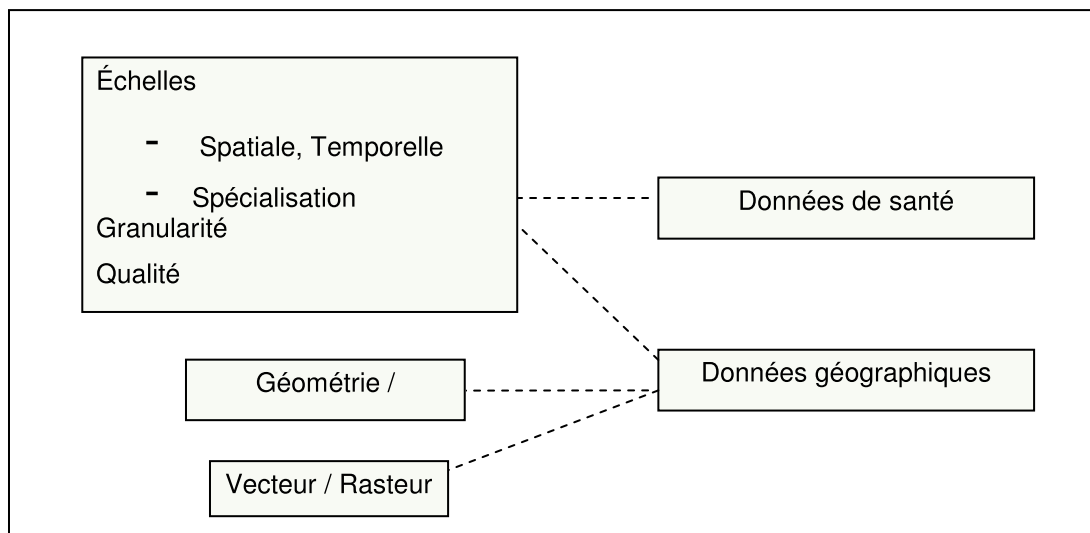 Échelles
- Spatiale, Temporelle
- Spécialisation
Granularité
Qualité
Données de santé
Données géographiques
Géométrie /
Vecteur / Rasteur